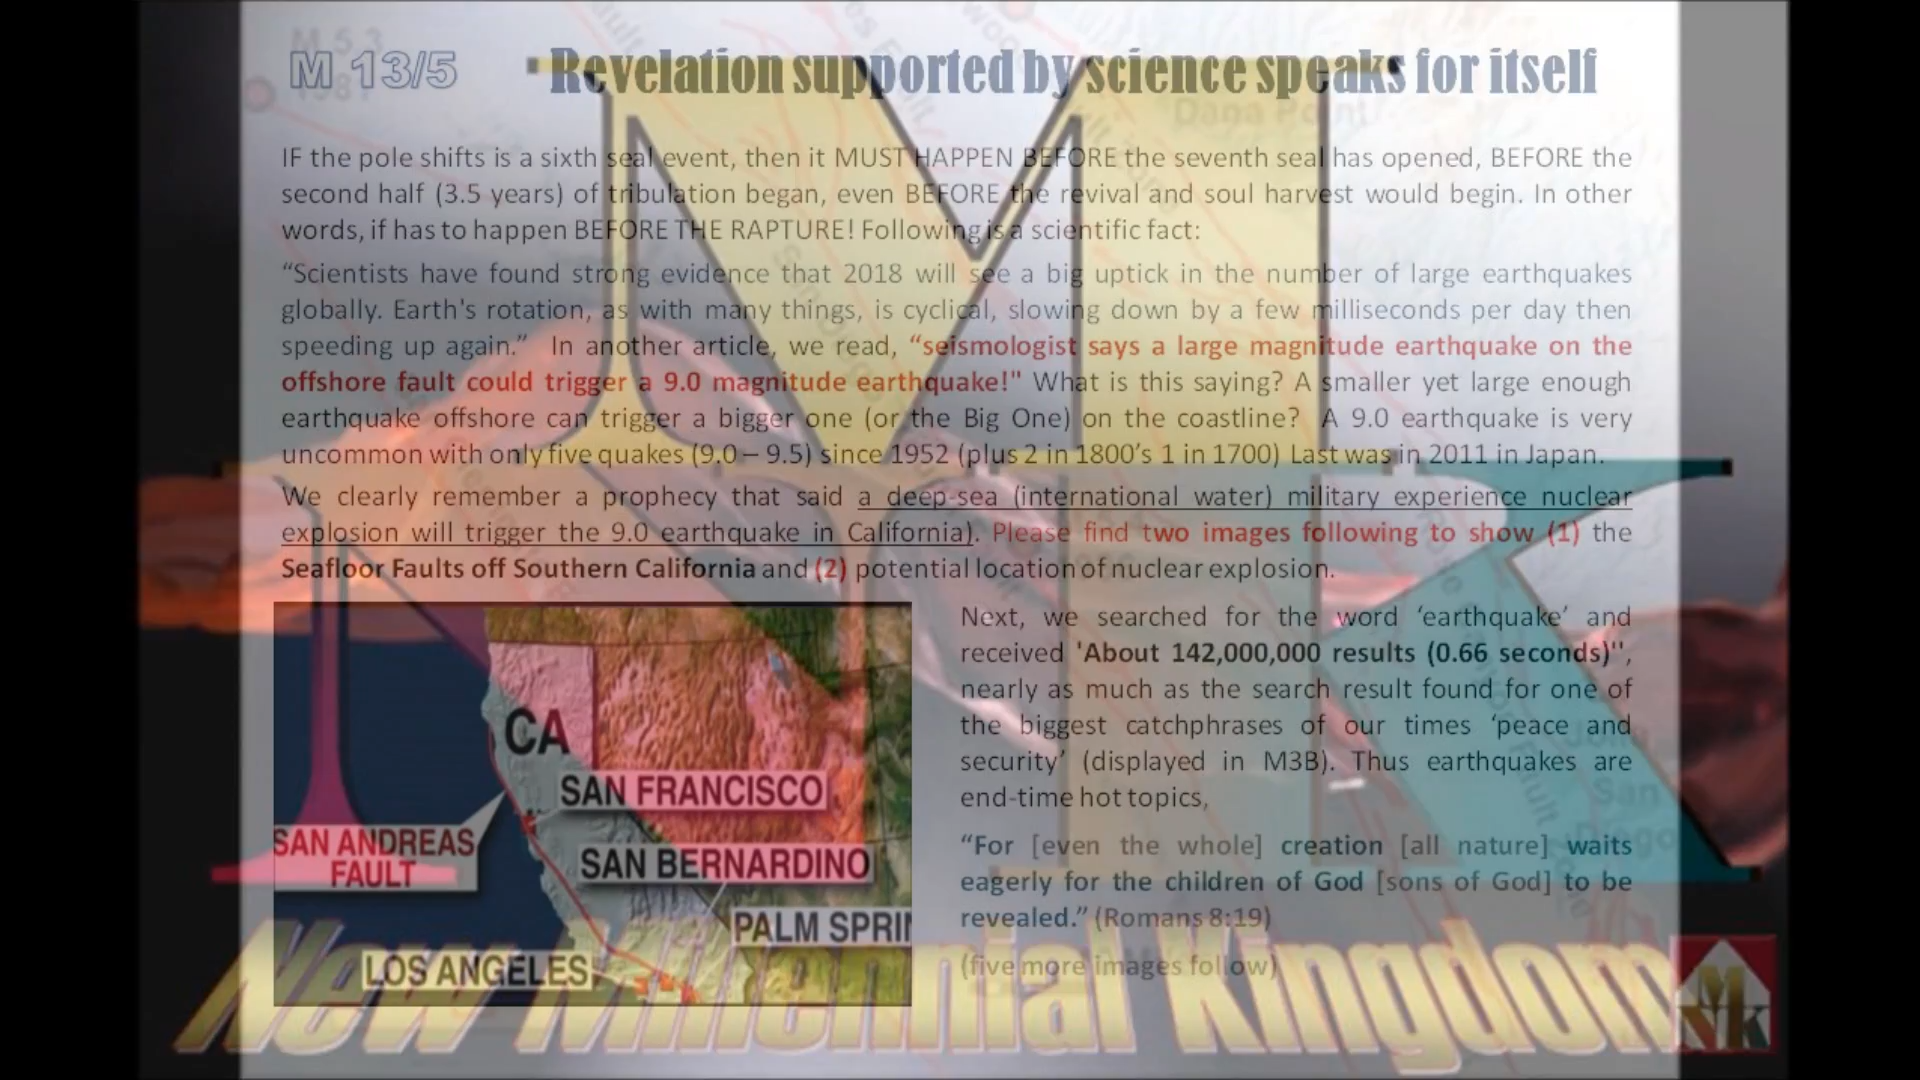 M 13/5 Revelation supported by science speaks for itself
IF the pole shifts is a sixth seal event, then it MUST HAPPEN BEFORE the seventh seal has opened, BEFORE the
second half (3.5 years) of tribulation began, even BEFORE the revival and soul harvest would begin. In other
words, if has to happen BEFORE THE RAPTURE! Following is a scientific fact:
“Scientists have found strong evidence that 2018 will see a big uptick in the number of large earthquakes
globally. Earth's rotation, as with many things, is cyclical, slowing down by a few milliseconds per day then
speeding up again.” In another article, we read, “seismologist says a large magnitude earthquake on the
offshore fault could trigger a 9.0 magnitude earthquake!" What is this saying? A smaller yet large enough
earthquake offshore can trigger a bigger one (or the Big One) on the coastline? A 9.0 earthquake is very
uncommon with only five quakes (9.0 – 9.5) since 1952 (plus 2 in 1800’s 1 in 1700) Last was in 2011 in Japan.
We clearly remember a prophecy that said a deep-sea (international water) military experience nuclear
explosion will trigger the 9.0 earthquake in California). Please find two images following to show (1) the
Seafloor Faults off Southern California and (2) potential location of nuclear explosion.
Next, we searched for the word ‘earthquake’ and
received 'About 142,000,000 results (0.66 seconds)'',
nearly as much as the search result found for one of
the biggest catchphrases of our times ‘peace and
security’ (displayed in M3B). Thus earthquakes are
end-time hot topics,
“For [even the whole] creation [all nature] waits
eagerly for the children of God [sons of God] to be
revealed.” (Romans 8:19)
(five more images follow)
CA
SAN FRANCISCO
SAN ANDREAS
FAULT
SAN BERNARDINO
PALM SPRIN
LOS ANGELES
M 5.3
1981
Dana Point
San
Diego
Fault
M
N K
New Millennial Kingdom
M
N K